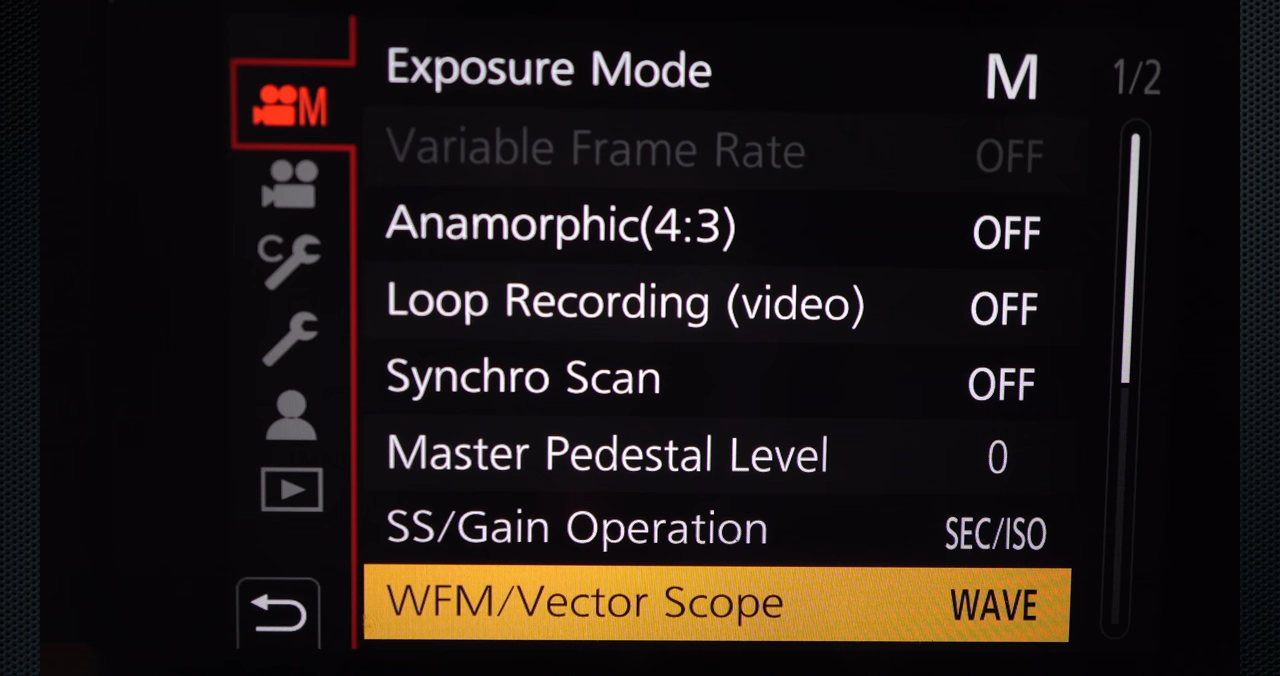 Exposure Mode M 1/2
M
Variable Frame Rate OFF
Anamorphic(4:3) OFF
C
Loop Recording (video) OFF
Synchro Scan OFF
Master Pedestal Level 0
SS/Gain Operation SEC/ISO
WFM/Vector Scope WAVE